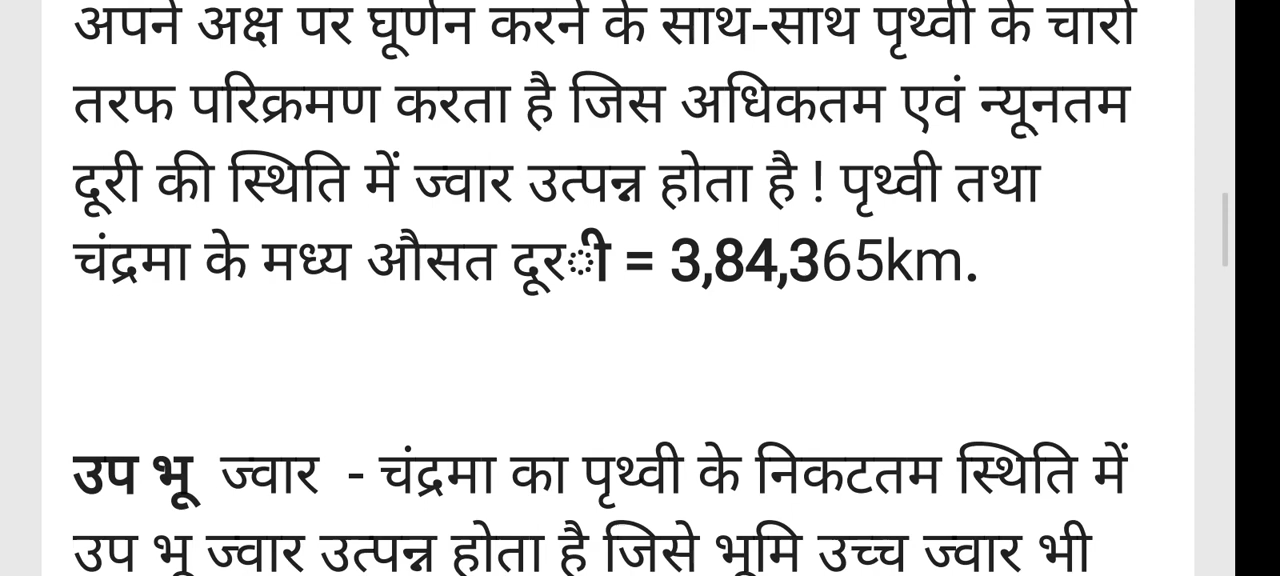 अपने अक्ष पर घूर्णन करने के साथ-साथ पृथ्वी के चारों
तरफ परिक्रमण करता है जिस अधिकतम एवं न्यूनतम
दूरी की स्थिति में ज्वार उत्पन्न होता है ! पृथ्वी तथा
चंद्रमा के मध्य औसत दूरी = 3,84,365km.
उप भू ज्वार - चंद्रमा का पृथ्वी के निकटतम स्थिति में
उप भू ज्वार उत्पन्न होता है जिसे भूमि उच्च ज्वार भी